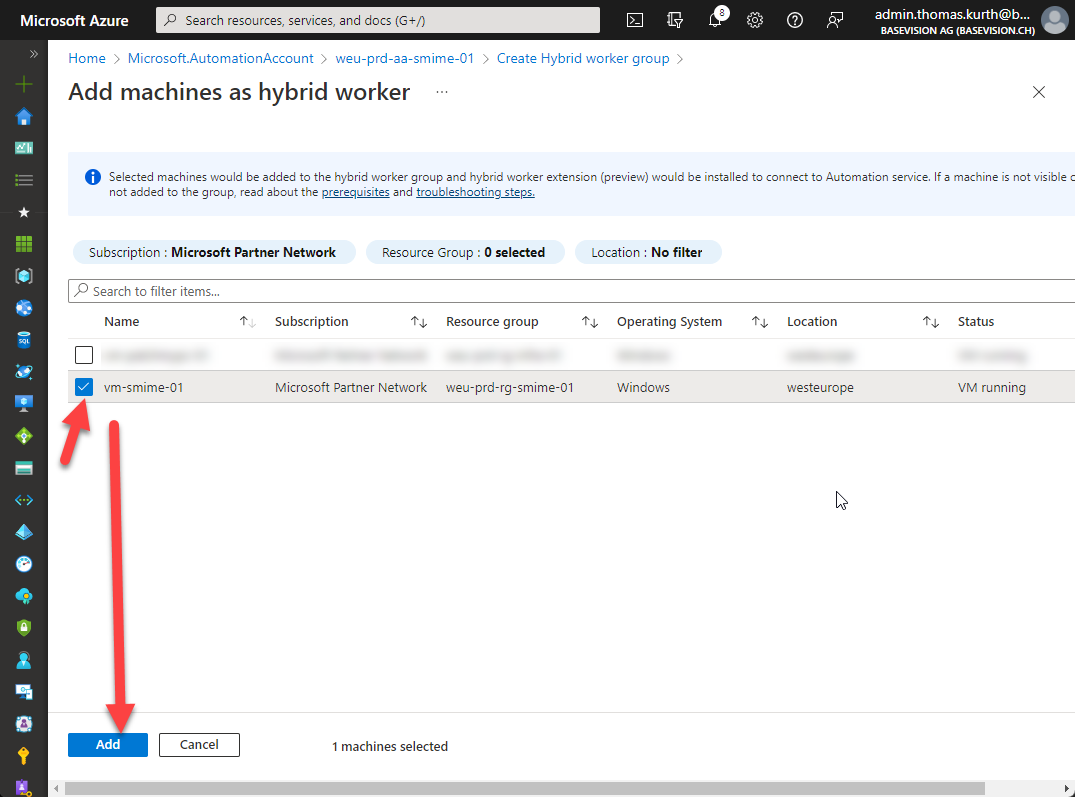 Microsoft Azure
Search resources, services, and docs (G+/)
8
admin.thomas.kurth@b...
BASEVISION AG (BASEVISION.CH)
Home > Microsoft.AutomationAccount > weu-prd-aa-smime-01 > Create Hybrid worker group >
Add machines as hybrid worker ...
Selected machines would be added to the hybrid worker group and hybrid worker extension (preview) would be installed to connect to Automation service. If a machine is not visible
not added to the group, read about the prerequisites and troubleshooting steps.
Subscription : Microsoft Partner Network Resource Group : 0 selected Location : No filter
Search to filter items...
Name Subscription Resource group Operating System Location Status
vm-smime-01 Microsoft Partner Network weu-prd-rg-smime-01 Windows westeurope VM running
Add Cancel 1 machines selected